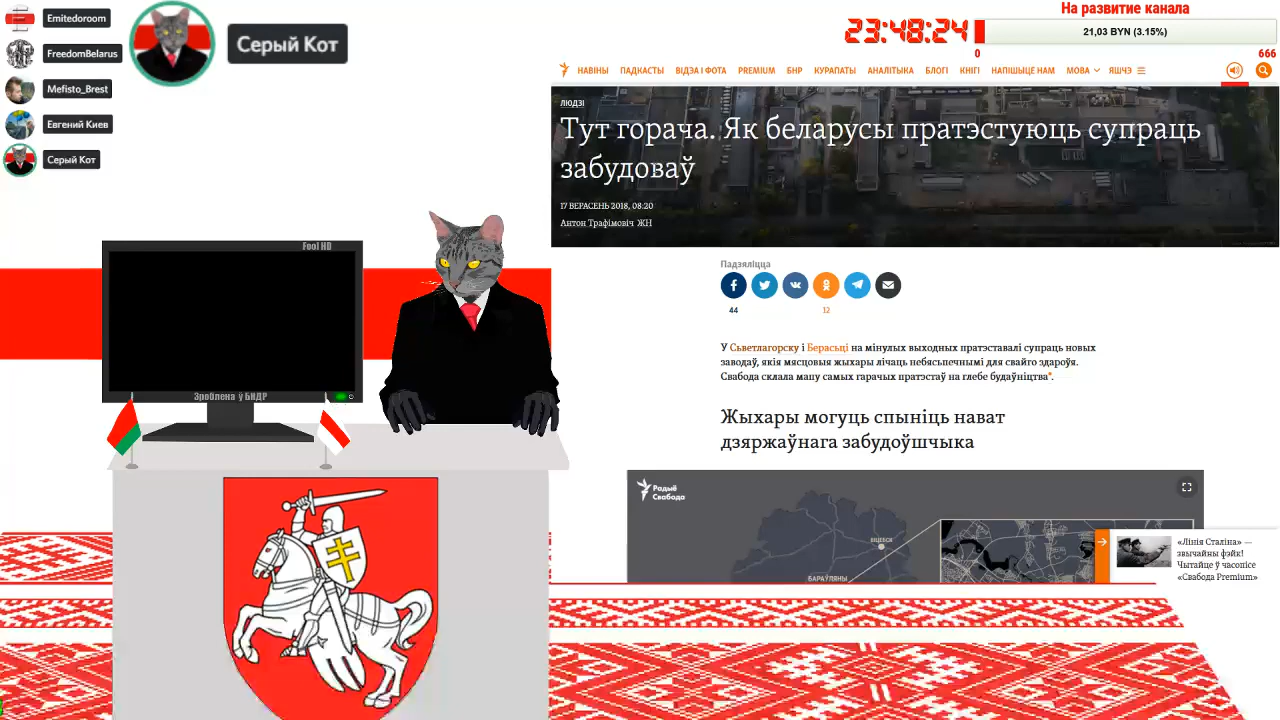 Emitedoroom
FreedomBelarus
Mefisto_Brest
Евгений Киев
Серый Кот
Серый Кот
На развитие канала
23:48:24
21,03 BYN (3.15%)
0
666
НАВІНЫ ПАДКАСТЫ ВІДЭА І ФОТА PREMIUM БНР КУРАПАТЫ АНАЛІТЫКА БЛОГІ КНІГІ НАПІШЫЦЕ НАМ МОВА ЯШЧЭ
ЛЮДЗІ
Тут горача. Як беларусы пратэстуюць супраць
забудоваў
17 ВЕРАСЕНЬ 2018, 08:20
Антон Трафімовіч ЖН
Падзяліцца
44
12
У Сьветлагорску і Берасьці на мінулых выходных пратэставалі супраць новых
заводаў, якія мясцовыя жыхары лічаць небясьпечнымі для свайго здароўя.
Свабода склала мапу самых гарачых пратэстаў на глебе будаўніцтва*.
Жыхары могуць спыніць нават
дзяржаўнага забудоўшчыка
Радыё
Свабода
ВІЦЕБСК
БАРАЎЛЯНЫ
«Лінія Сталіна» —
звычайны фэйк!
Чытайце ў часопісе
«Свабода Premium»
Fool HD
Зроблена ў БНДР